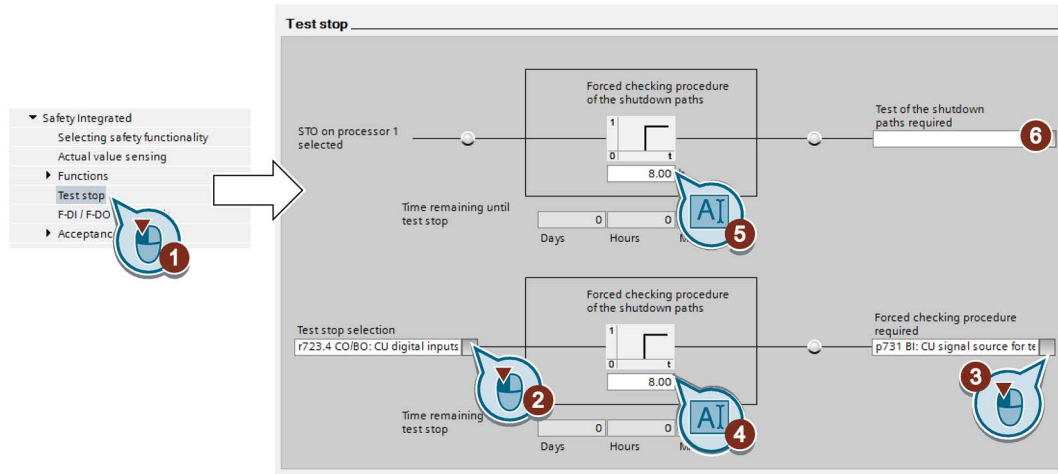 Test stop
Safety Integrated
Selecting safety functionality
Actual value sensing
Functions
Test stop
F-DI / F-DO
Acceptanc
1
STO on processor 1
selected
Forced checking procedure
of the shutdown paths
1
0 t
8.00
Test of the shutdown
paths required
6
Time remaining until
test stop
0 0
Days Hours M
AI
5
Test stop selection
r723.4 CO/BO: CU digital inputs
2
Forced checking procedure
of the shutdown paths
1
0 t
8.00
Forced checking procedure
required
p731 BI: CU signal source for te
3
Time remaining
test stop
0 0
Days Hours M
AI
4